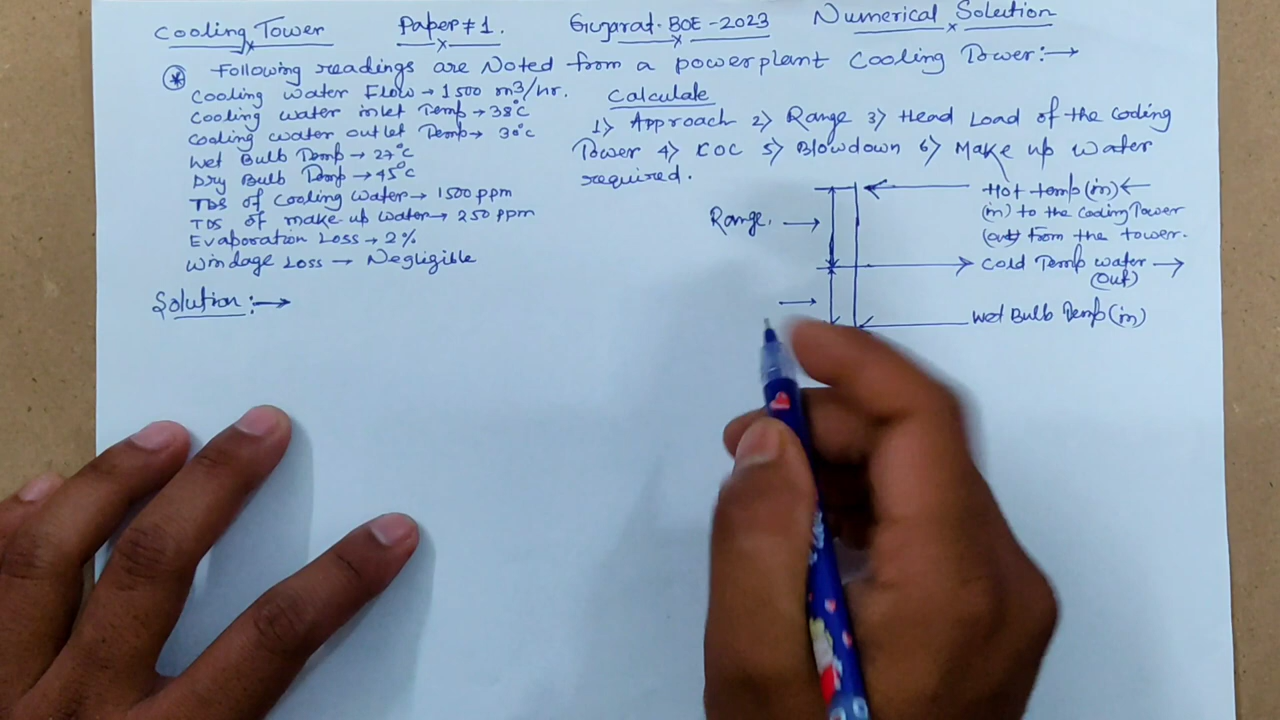 Cooling Tower Paper # 1. Gujarat. BOE - 2023 Numerical Solution
Following readings are Noted from a powerplant Cooling Tower:→
Cooling water Flow → 1500 m3/hr.
Cooling water inlet Temp → 38°C
Cooling water outlet Temp → 30°C
Wet Bulb Temp → 27°C
Dry Bulb Temp → 45°C
TDS of cooling water → 1500 ppm
TDS of make up water → 250 ppm
Evaporation Loss → 2%
Windage Loss → Negligible
Calculate
1> Approach 2> Range 3> Head Load of the Cooling
Tower 4> COC 5> Blowdown 6> Make up water
required.
Solution:→
Range. →
Hot temp (in) ←
(in) to the Cooling Tower
(out) from the tower.
Cold Temp water →
(Out)
Wet Bulb Temp (in)